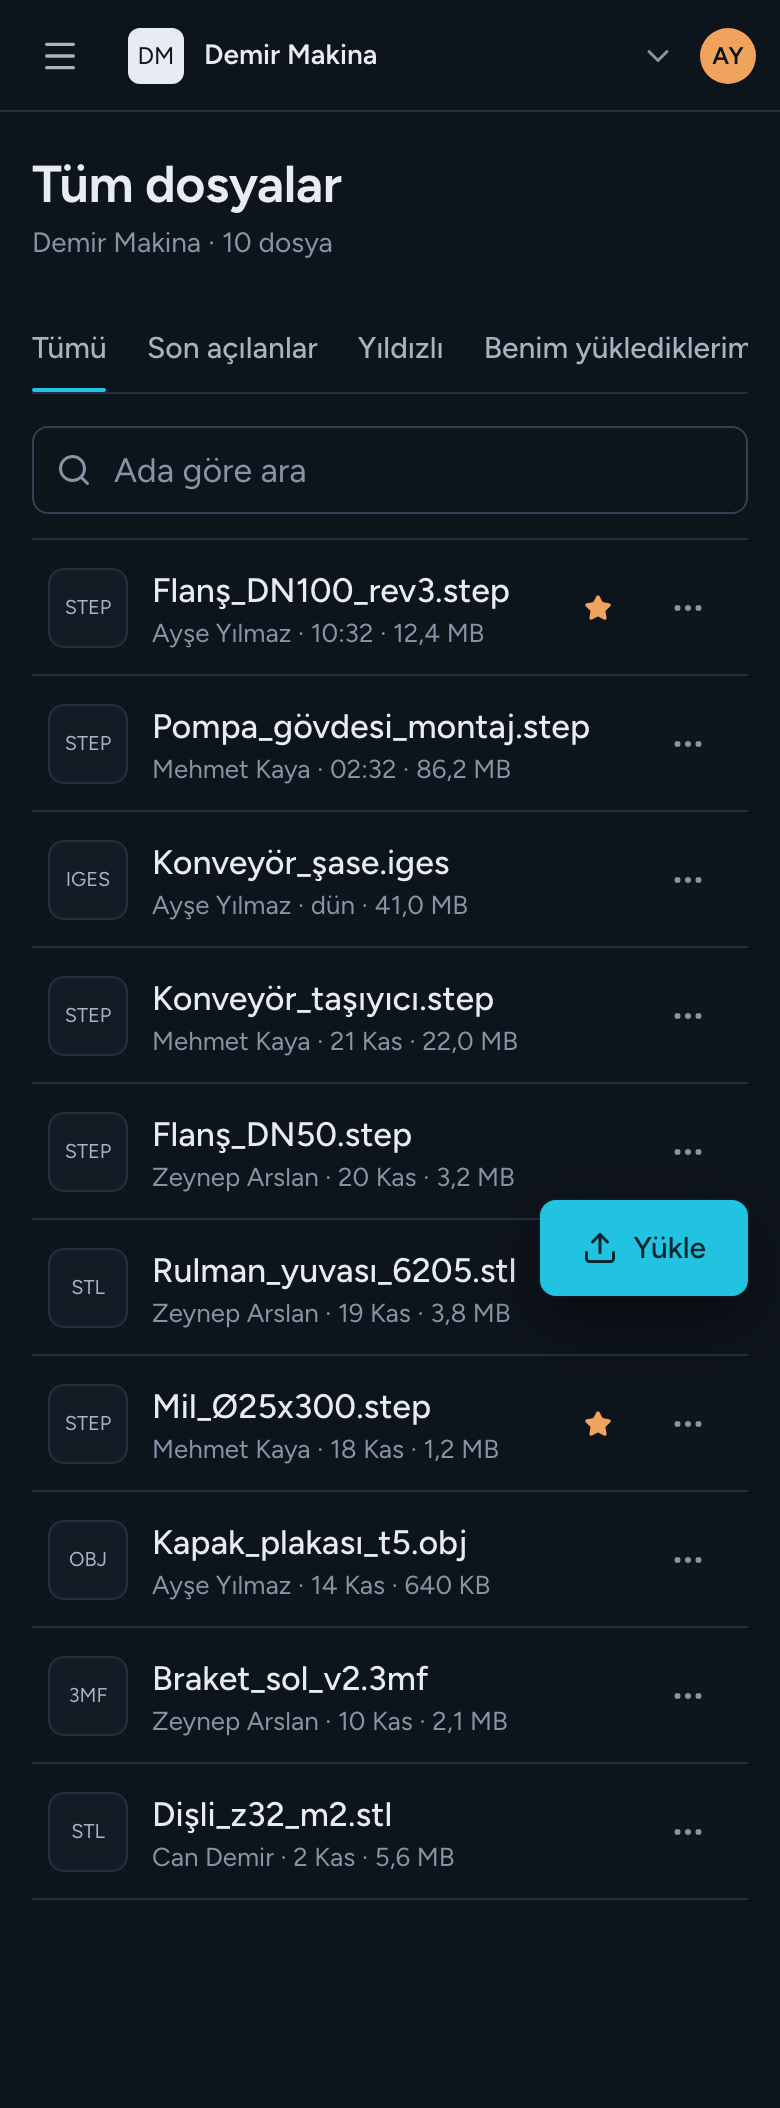 DM Demir Makina AY
Tüm dosyalar
Demir Makina · 10 dosya
Tümü Son açılanlar Yıldızlı Benim yüklediklerim
Ada göre ara
STEP Flanş_DN100_rev3.step
Ayşe Yılmaz · 10:32 · 12,4 MB
STEP Pompa_gövdesi_montaj.step
Mehmet Kaya · 02:32 · 86,2 MB
IGES Konveyör_şase.iges
Ayşe Yılmaz · dün · 41,0 MB
STEP Konveyör_taşıyıcı.step
Mehmet Kaya · 21 Kas · 22,0 MB
STEP Flanş_DN50.step
Zeynep Arslan · 20 Kas · 3,2 MB
Yükle
STL Rulman_yuvası_6205.stl
Zeynep Arslan · 19 Kas · 3,8 MB
STEP Mil_Ø25x300.step
Mehmet Kaya · 18 Kas · 1,2 MB
OBJ Kapak_plakası_t5.obj
Ayşe Yılmaz · 14 Kas · 640 KB
3MF Braket_sol_v2.3mf
Zeynep Arslan · 10 Kas · 2,1 MB
STL Dişli_z32_m2.stl
Can Demir · 2 Kas · 5,6 MB